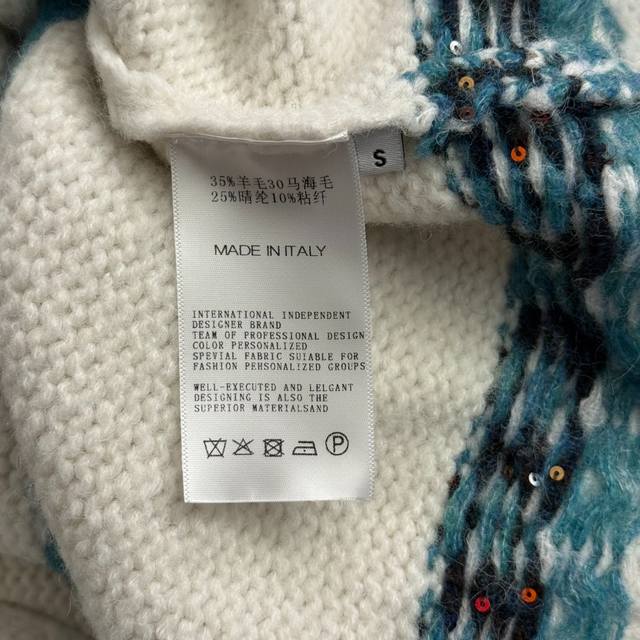 S
35%羊毛30马海毛
25%晴纶10%粘纤
MADE IN ITALY
INTERNATIONAL INDEPENDENT
DESIGNER BRAND
TEAM OF PROFESSIONAL DESIGN
COLOR PERSONALIZED
SPEVIAL FABRIC SUIABLE FOR
FASHION PEHSONALIZED GROUPS
WELL-EXECUTED AND LELGANT
DESIGNING IS ALSO THE
SUPERIOR MATERIALSAND
P